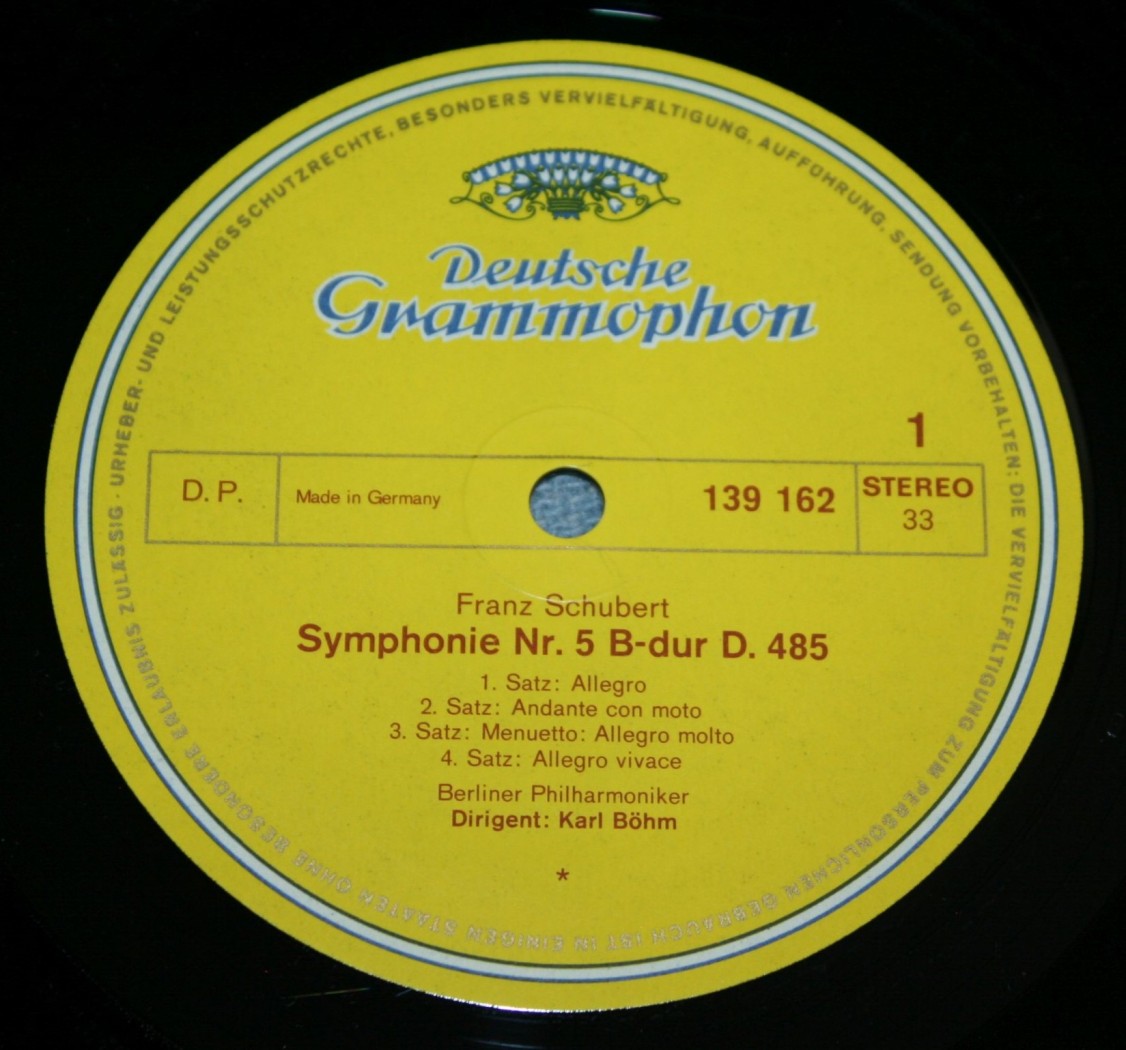 URHEBER- UND LEISTUNGSSCHUTZRECHTE, BESONDERS VERVIELFÄLTIGUNG, AUFFÜHRUNG, SENDUNG VORBEHALTEN; DIE VERVIELFÄLTIGUNG ZUM PERSÖNLICHEN GEBRAUCH IST IN EINIGEN STAATEN OHNE BESONDERE ERLAUBNIS ZULÄSSIG ·
Deutsche
Grammophon
1
D. P.
Made in Germany
139 162
STEREO
33
Franz Schubert
Symphonie Nr. 5 B-dur D. 485
1. Satz: Allegro
2. Satz: Andante con moto
3. Satz: Menuetto: Allegro molto
4. Satz: Allegro vivace
Berliner Philharmoniker
Dirigent: Karl Böhm
*